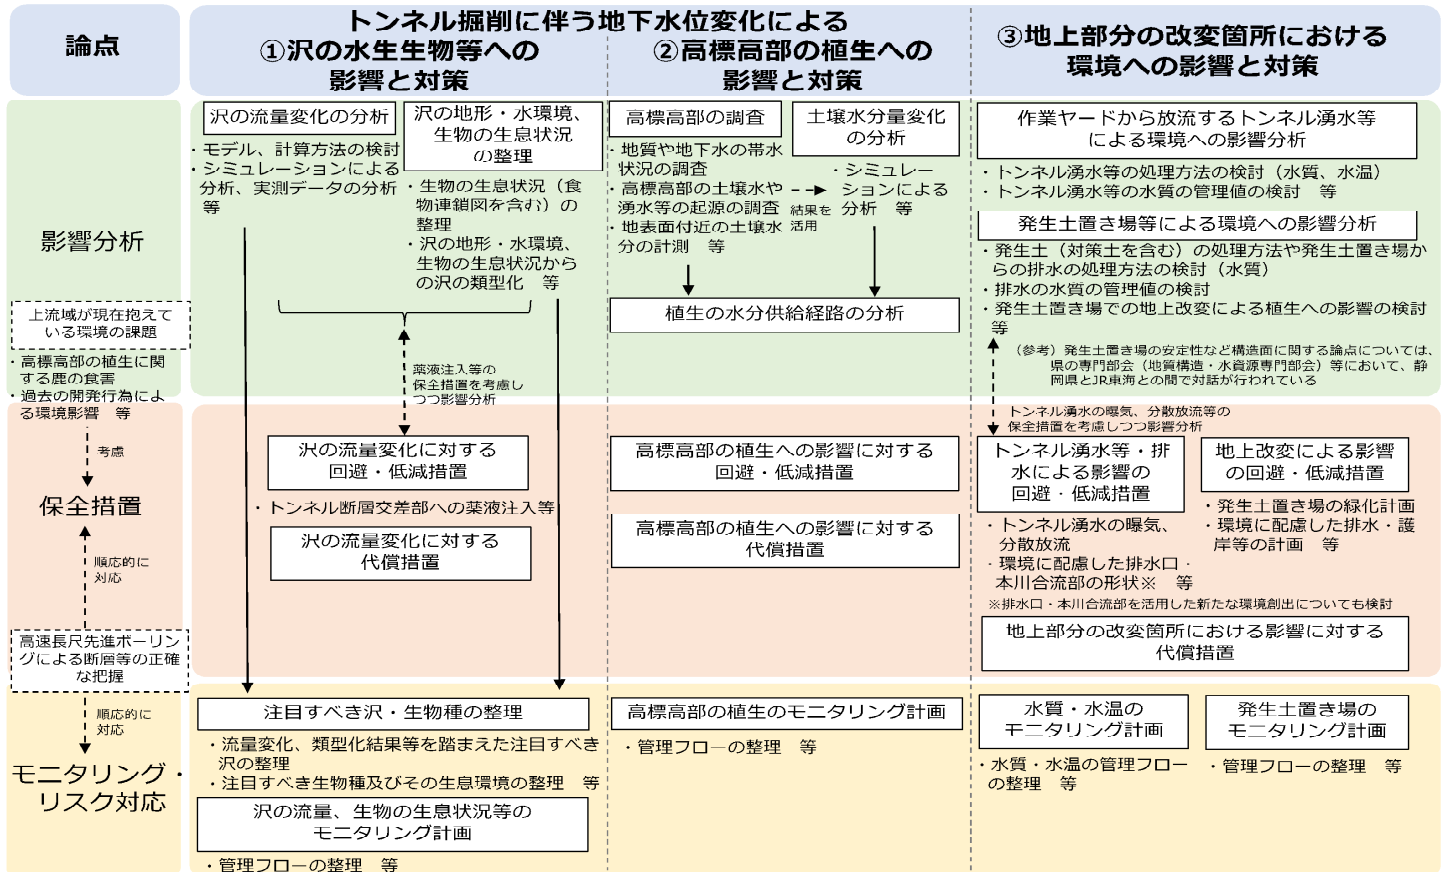 論点
トンネル掘削に伴う地下水位変化による
①沢の水生生物等への
影響と対策
②高標高部の植生への
影響と対策
③地上部分の改変箇所における
環境への影響と対策
影響分析
上流域が現在抱えて
いる環境の課題
・高標高部の植生に関
する鹿の食害
・過去の開発行為によ
る環境影響　等
考慮
保全措置
順応的に
対応
高速長尺先進ボーリン
グによる断層等の正確
な把握
順応的に
対応
モニタリング・
リスク対応
沢の流量変化の分析
・モデル、計算方法の検討
・シミュレーションによる
分析、実測データの分析
等
沢の地形・水環境、
生物の生息状況
の整理
・生物の生息状況（食
物連鎖図を含む）の
整理
・沢の地形・水環境、
生物の生息状況から
の沢の類型化　等
薬液注入等の
保全措置を考慮し
つつ影響分析
沢の流量変化に対する
回避・低減措置
・トンネル断層交差部への薬液注入等
沢の流量変化に対する
代償措置
注目すべき沢・生物種の整理
・流量変化、類型化結果等を踏まえた注目すべき
沢の整理
・注目すべき生物種及びその生息環境の整理　等
沢の流量、生物の生息状況等の
モニタリング計画
・管理フローの整理　等
高標高部の調査
・地質や地下水の帯水
状況の調査
・高標高部の土壌水や
湧水等の起源の調査
・地表面付近の土壌水
分の計測　等
結果を
活用
土壌水分量変化
の分析
・シミュレー
ションによる
分析　等
植生の水分供給経路の分析
高標高部の植生への影響に対する
回避・低減措置
高標高部の植生への影響に対する
代償措置
高標高部の植生のモニタリング計画
・管理フローの整理　等
作業ヤードから放流するトンネル湧水等
による環境への影響分析
・トンネル湧水等の処理方法の検討（水質、水温）
・トンネル湧水等の水質の管理値の検討　等
発生土置き場等による環境への影響分析
・発生土（対策土を含む）の処理方法や発生土置き場か
らの排水の処理方法の検討（水質）
・排水の水質の管理値の検討
・発生土置き場での地上改変による植生への影響の検討
等
（参考）発生土置き場の安定性など構造面に関する論点については、
県の専門部会（地質構造・水資源専門部会）等において、静
岡県とJR東海との間で対話が行われている
トンネル湧水の曝気、分散放流等の
保全措置を考慮しつつ影響分析
トンネル湧水等・排
水による影響の
回避・低減措置
・トンネル湧水の曝気、
分散放流
・環境に配慮した排水口・
本川合流部の形状※　等
地上改変による影響
の回避・低減措置
・発生土置き場の緑化計画
・環境に配慮した排水・護
岸等の計画　等
※排水口・本川合流部を活用した新たな環境創出についても検討
地上部分の改変箇所における影響に対する
代償措置
水質・水温の
モニタリング計画
・水質・水温の管理フロー
の整理　等
発生土置き場の
モニタリング計画
・管理フローの整理　等